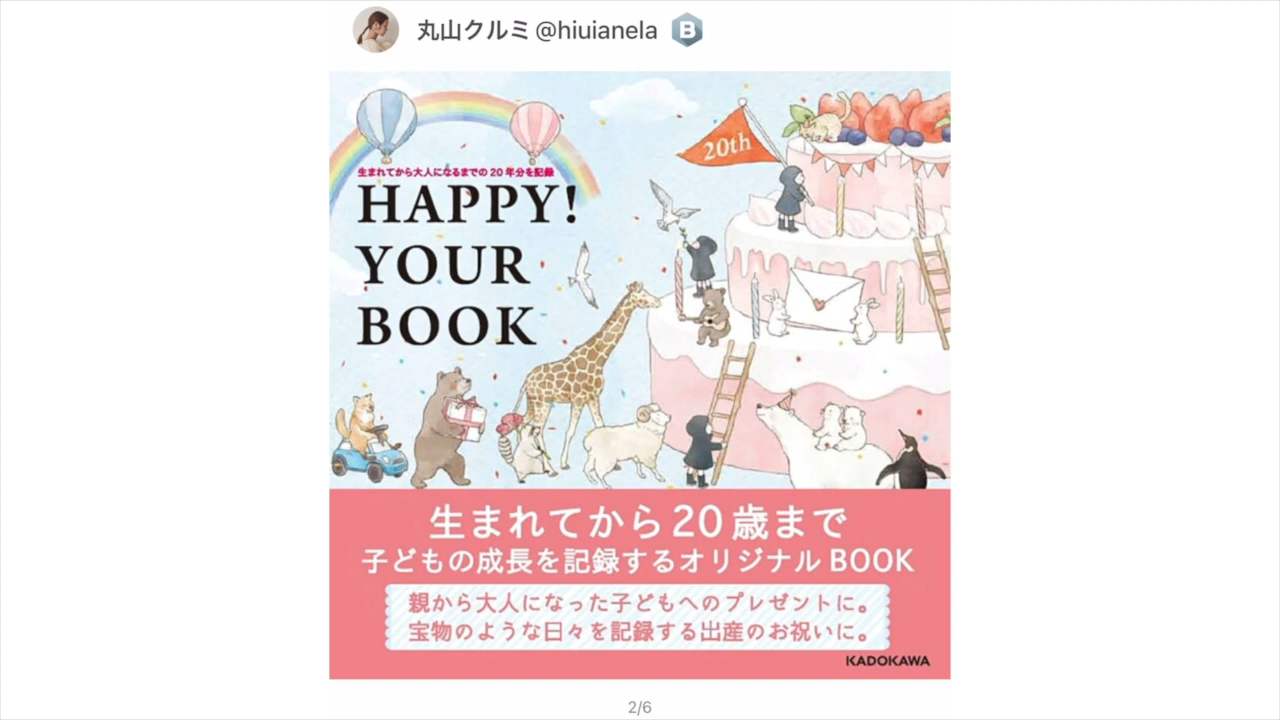 丸山クルミ @hiuianela B
20th
生まれてから大人になるまでの20年分を記録
HAPPY!
YOUR
BOOK
生まれてから20歳まで
子どもの成長を記録するオリジナルBOOK
親から大人になった子どもへのプレゼントに。
宝物のような日々を記録する出産のお祝いに。
KADOKAWA
2/6